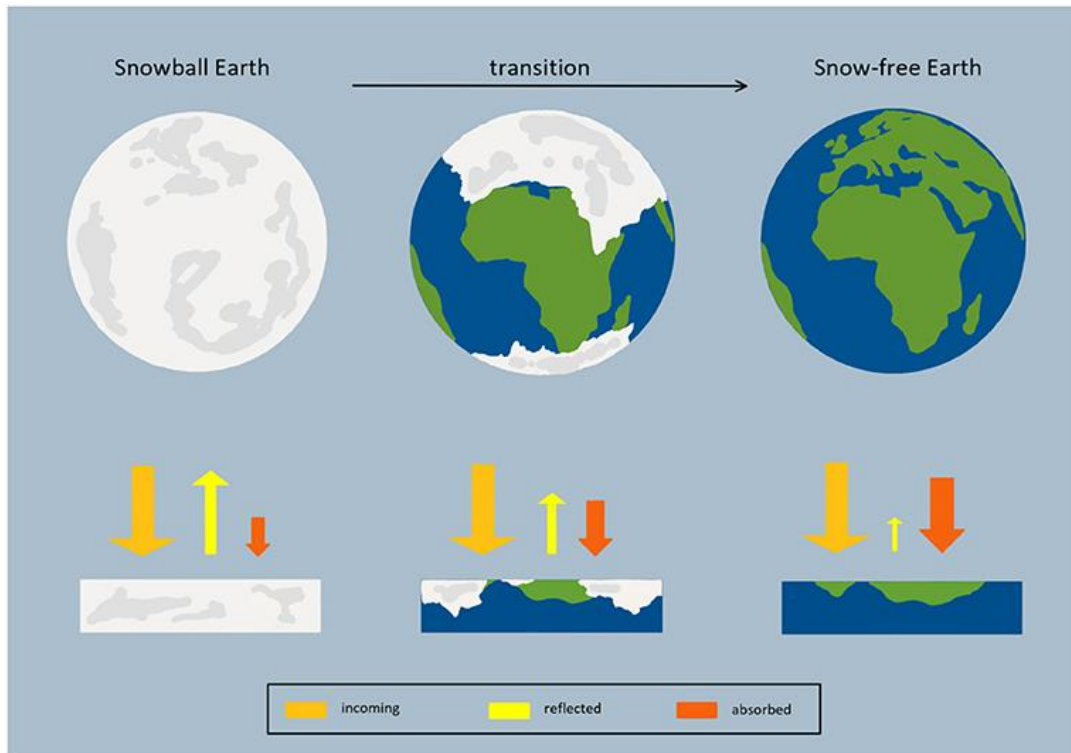 Snowball Earth
transition
Snow-free Earth
incoming
reflected
absorbed